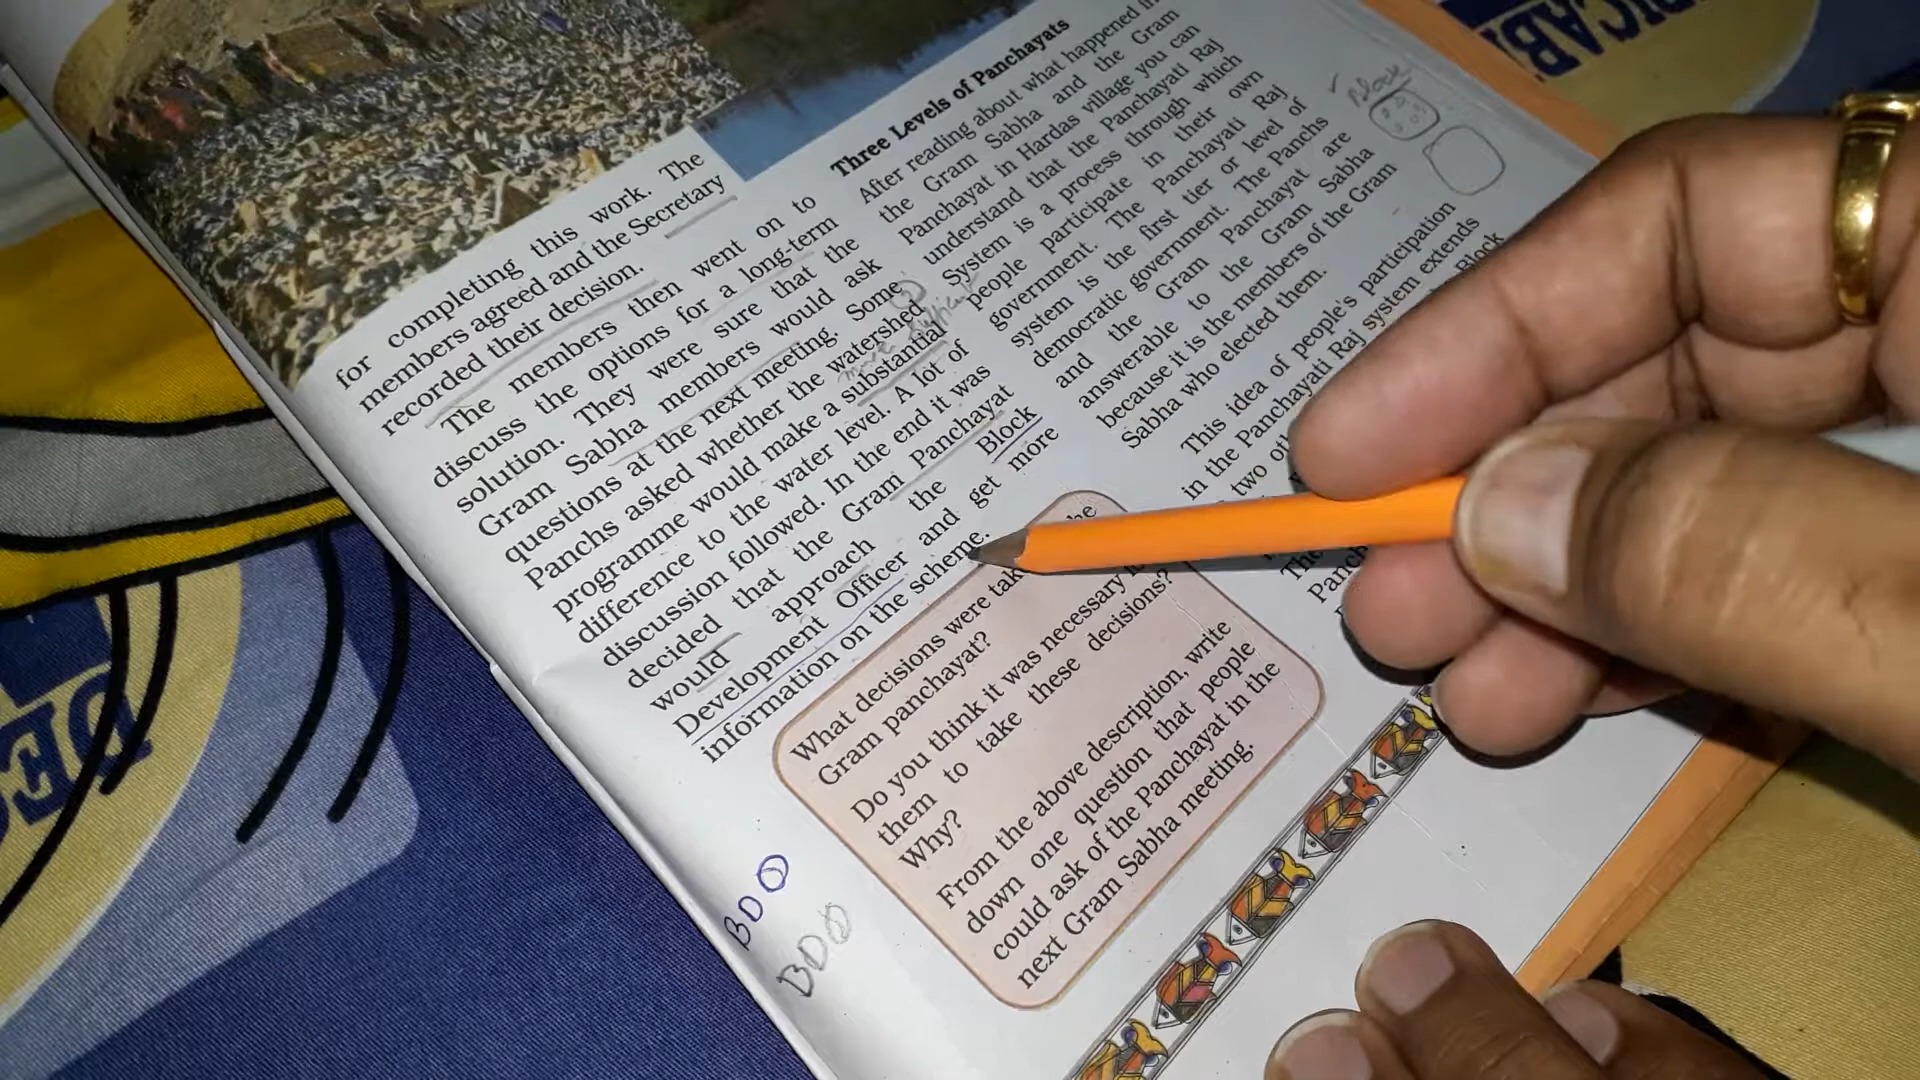 for completing this work. The
members agreed and the Secretary
recorded their decision.
The members then went on to
discuss the options for a long-term
solution. They were sure that the
Gram Sabha members would ask
questions at the next meeting. Some
Panchs asked whether the watershed
programme would make a substantial
difference to the water level. A lot of
discussion followed. In the end it was
decided that the Gram Panchayat
would approach the Block
Development Officer and get more
information on the scheme.
What decisions were the
Gram panchayat?
Do you think it was necessary
them to take these decisions?
Why?
From the above description, write
down one question that people
could ask of the Panchayat in the
next Gram Sabha meeting.
BDO
BDO
Three Levels of Panchayats
After reading about what happened in
the Gram Sabha and the Gram
Panchayat in Hardas village you can
understand that the Panchayati Raj
System is a process through which
people participate in their own
government. The Panchayati Raj
system is the first tier or level of
democratic government. The Panchs
and the Gram Panchayat are
answerable to the Gram Sabha
because it is the members of the Gram
Sabha who elected them.
This idea of people's participation
in the Panchayati Raj system extends
two Block
Block